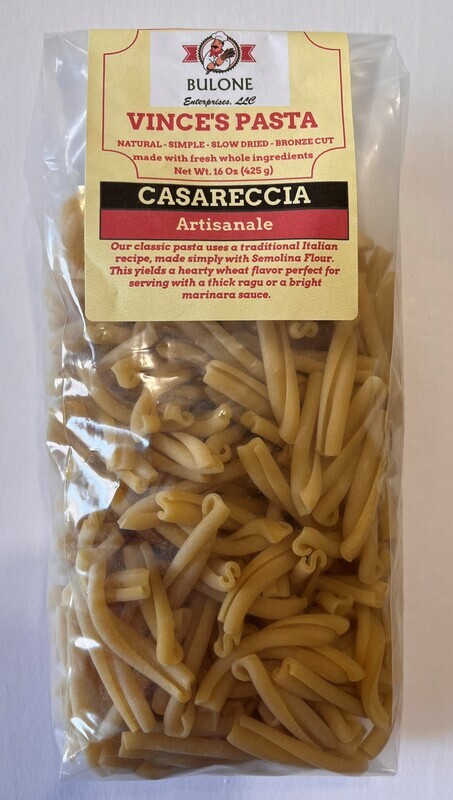 BULONE
Enterprises, LLC
VINCE'S PASTA
NATURAL - SIMPLE - SLOW DRIED - BRONZE CUT
made with fresh whole ingredients
Net Wt. 16 Oz (425 g)
CASARECCIA
Artisanale
Our classic pasta uses a traditional Italian
recipe, made simply with Semolina Flour.
This yields a hearty wheat flavor perfect for
serving with a thick ragu or a bright
marinara sauce.